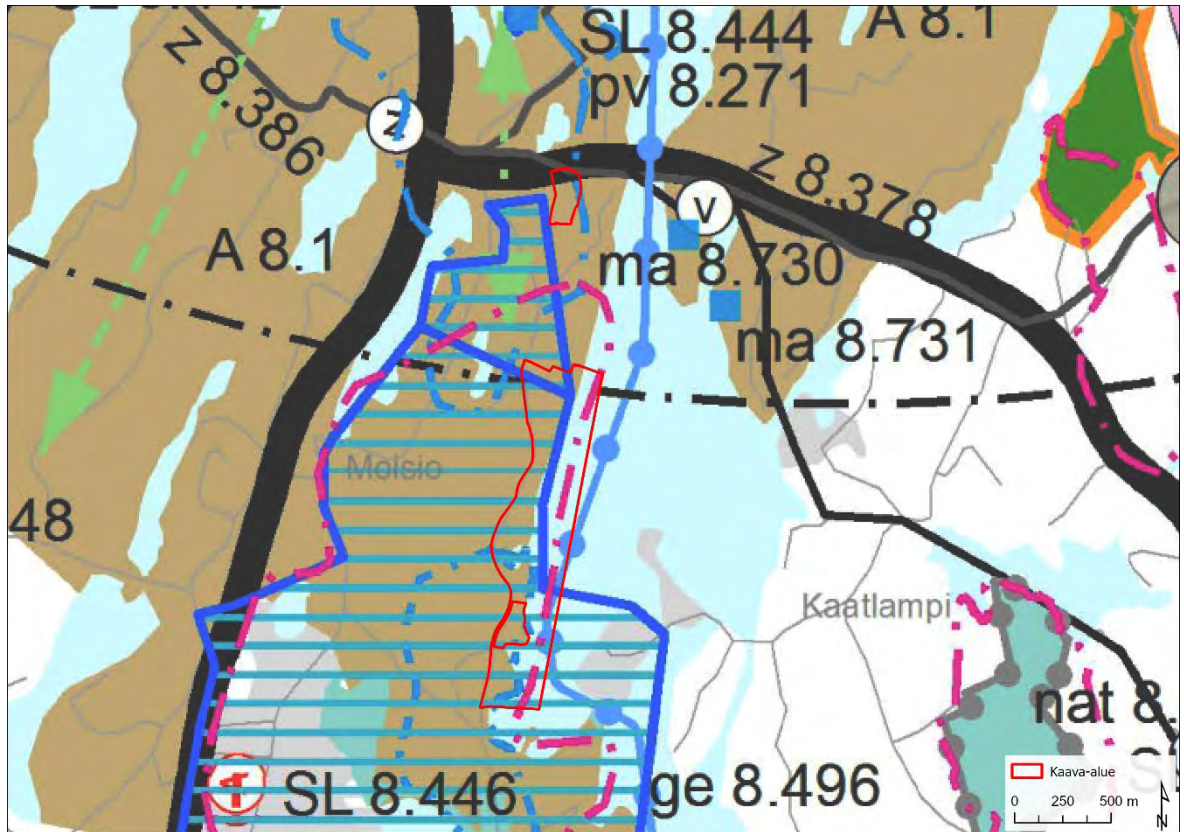 SL 8.444
A 8.1
z 8.386
z
pv 8.271
z 8.378
v
A 8.1
ma 8.730
ma 8.731
Moisio
48
Kaatlampi
nat 8.
SL 8.446
ge 8.496
Kaava-alue
0 250 500 m
N